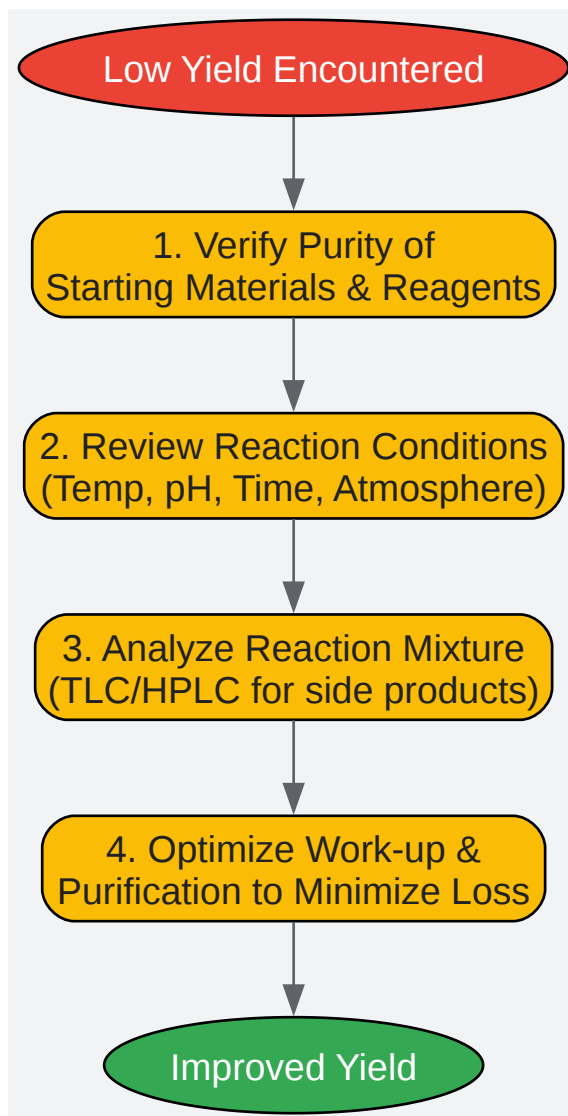 Low Yield Encountered
1. Verify Purity of
Starting Materials & Reagents
2. Review Reaction Conditions
(Temp, pH, Time, Atmosphere)
3. Analyze Reaction Mixture
(TLC/HPLC for side products)
4. Optimize Work-up &
Purification to Minimize Loss
Improved Yield